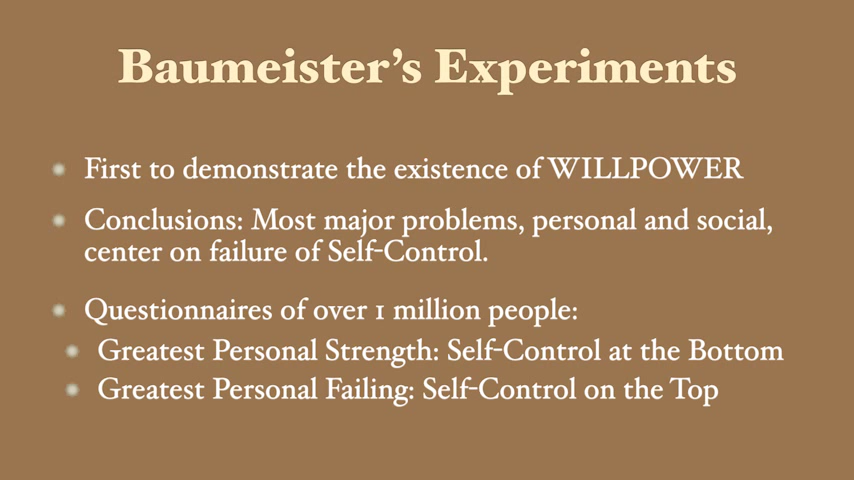 Baumeister’s Experiments
First to demonstrate the existence of WILLPOWER
Conclusions: Most major problems, personal and social,
center on failure of Self-Control.
Questionnaires of over 1 million people:
Greatest Personal Strength: Self-Control at the Bottom
Greatest Personal Failing: Self-Control on the Top